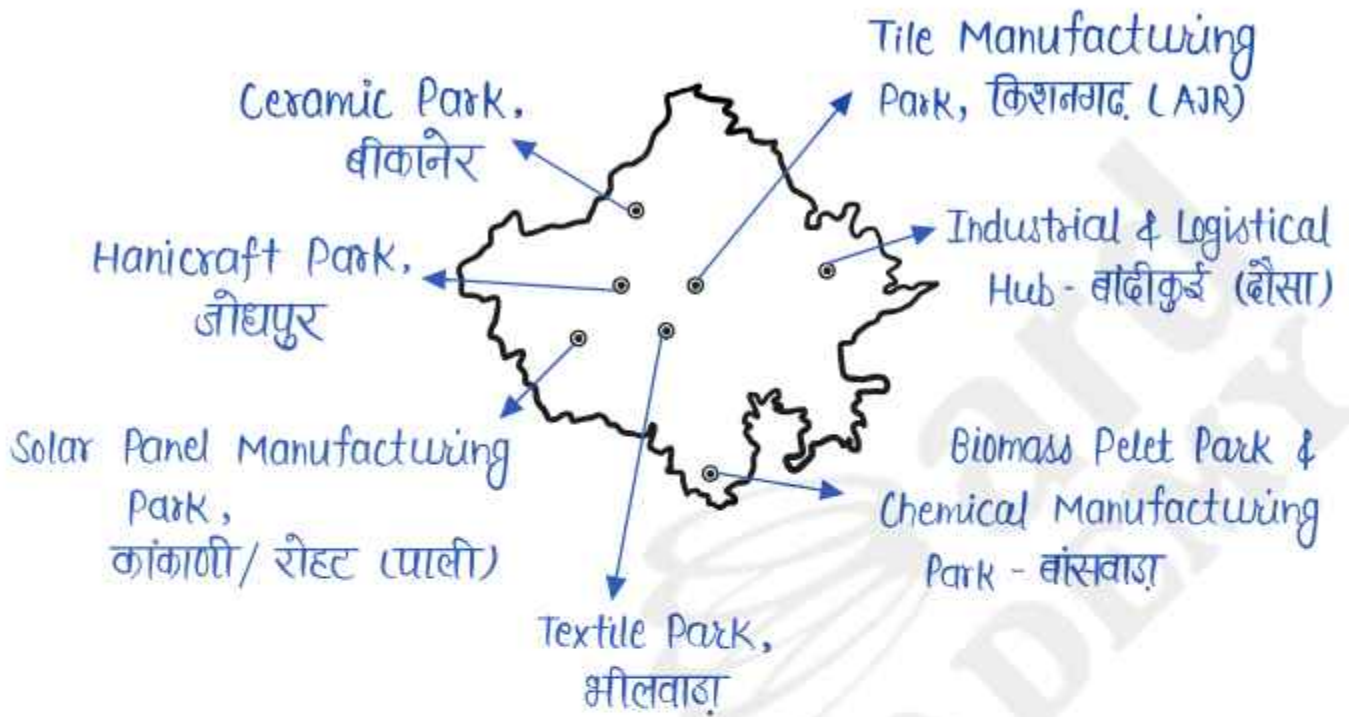 Tile Manufacturing
Park, किशनगढ़ (AJR)
Ceramic Park,
बीकानेर
Industrial & Logistical
Hub - बांदीकुई (दौसा)
Hanicraft Park,
जोधपुर
Solar Panel Manufacturing
Park,
कांकाणी/ रोहट (पाली)
Biomass Pelet Park &
Chemical Manufacturing
Park - बांसवाड़ा
Textile Park,
भीलवाड़ा